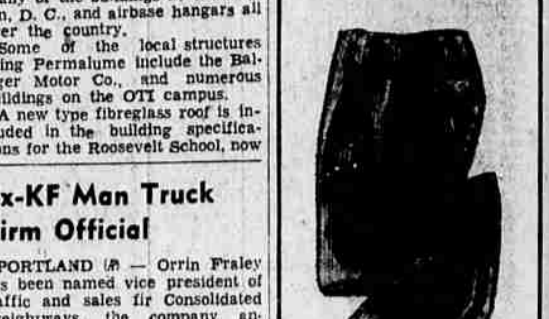 n, D. C., and airbase hangars all
er the country.
Some of the local structures
ing Permalume include the Bal-
ger Motor Co., and numerous
ildings on the OTI campus.
A new type fibreglass roof is in-
uded in the building specifica-
ons for the Roosevelt School, now
x-KF Man Truck
irm Official
PORTLAND (AP) — Orrin Fraley
s been named vice president of
affic and sales fir Consolidated
eighways, the company an-